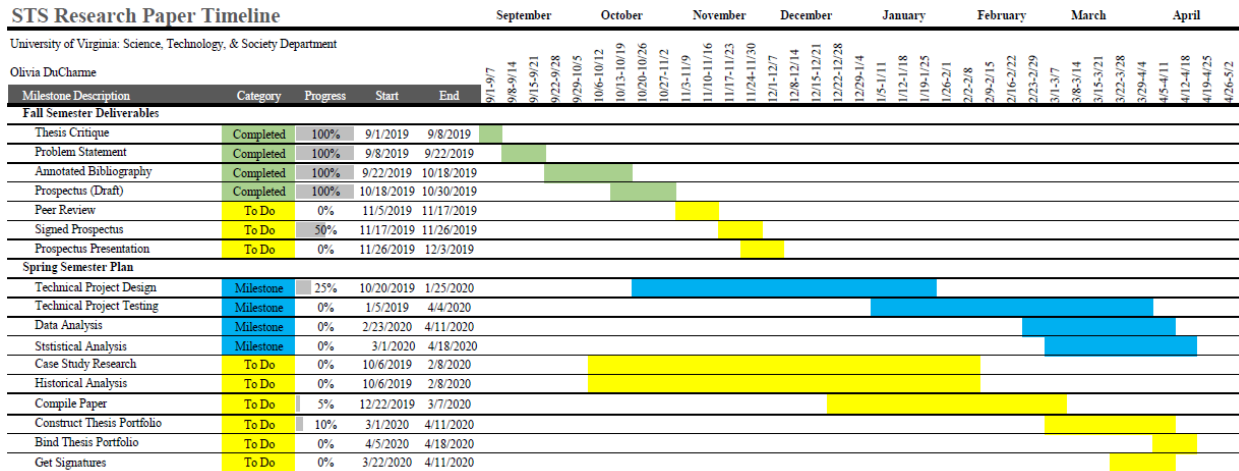 STS Research Paper Timeline September October November December January February March April
University of Virginia: Science, Technology, & Society Department
Olivia DuCharme
Milestone Description Category Progress Start End 9/1-9/7 9/8-9/14 9/15-9/21 9/22-9/28 9/29-10/5 10/6-10/12 10/13-10/19 10/20-10/26 10/27-11/2 11/3-11/9 11/10-11/16 11/17-11/23 11/24-11/30 12/1-12/7 12/8-12/14 12/15-12/21 12/22-12/28 12/29-1/4 1/5-1/11 1/12-1/18 1/19-1/25 1/26-2/1 2/2-2/8 2/9-2/15 2/16-2/22 2/23-2/29 3/1-3/7 3/8-3/14 3/15-3/21 3/22-3/28 3/29-4/4 4/5-4/11 4/12-4/18 4/19-4/25 4/26-5/2
Fall Semester Deliverables
Thesis Critique Completed 100% 9/1/2019 9/8/2019
Problem Statement Completed 100% 9/8/2019 9/22/2019
Annotated Bibliography Completed 100% 9/22/2019 10/18/2019
Prospectus (Draft) Completed 100% 10/18/2019 10/30/2019
Peer Review To Do 0% 11/5/2019 11/17/2019
Signed Prospectus To Do 50% 11/17/2019 11/26/2019
Prospectus Presentation To Do 0% 11/26/2019 12/3/2019
Spring Semester Plan
Technical Project Design Milestone 25% 10/20/2019 1/25/2020
Technical Project Testing Milestone 0% 1/5/2019 4/4/2020
Data Analysis Milestone 0% 2/23/2020 4/11/2020
Ststistical Analysis Milestone 0% 3/1/2020 4/18/2020
Case Study Research To Do 0% 10/6/2019 2/8/2020
Historical Analysis To Do 0% 10/6/2019 2/8/2020
Compile Paper To Do 5% 12/22/2019 3/7/2020
Construct Thesis Portfolio To Do 10% 3/1/2020 4/11/2020
Bind Thesis Portfolio To Do 0% 4/5/2020 4/18/2020
Get Signatures To Do 0% 3/22/2020 4/11/2020